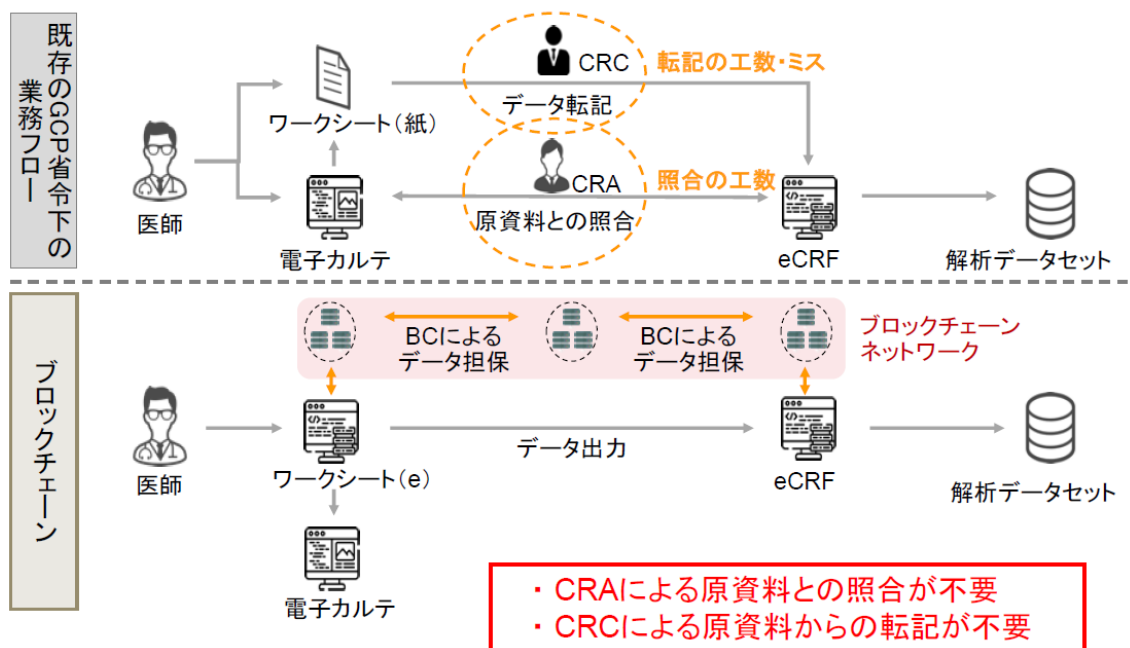 既存のGCP省令下の
業務フロー
CRC
転記の工数・ミス
データ転記
ワークシート(紙)
CRA
照合の工数
原資料との照合
医師
電子カルテ
eCRF
解析データセット
ブロックチェーン
BCによる
データ担保
BCによる
データ担保
ブロックチェーン
ネットワーク
データ出力
医師
ワークシート(e)
eCRF
解析データセット
電子カルテ
・CRAによる原資料との照合が不要
・CRCによる原資料からの転記が不要